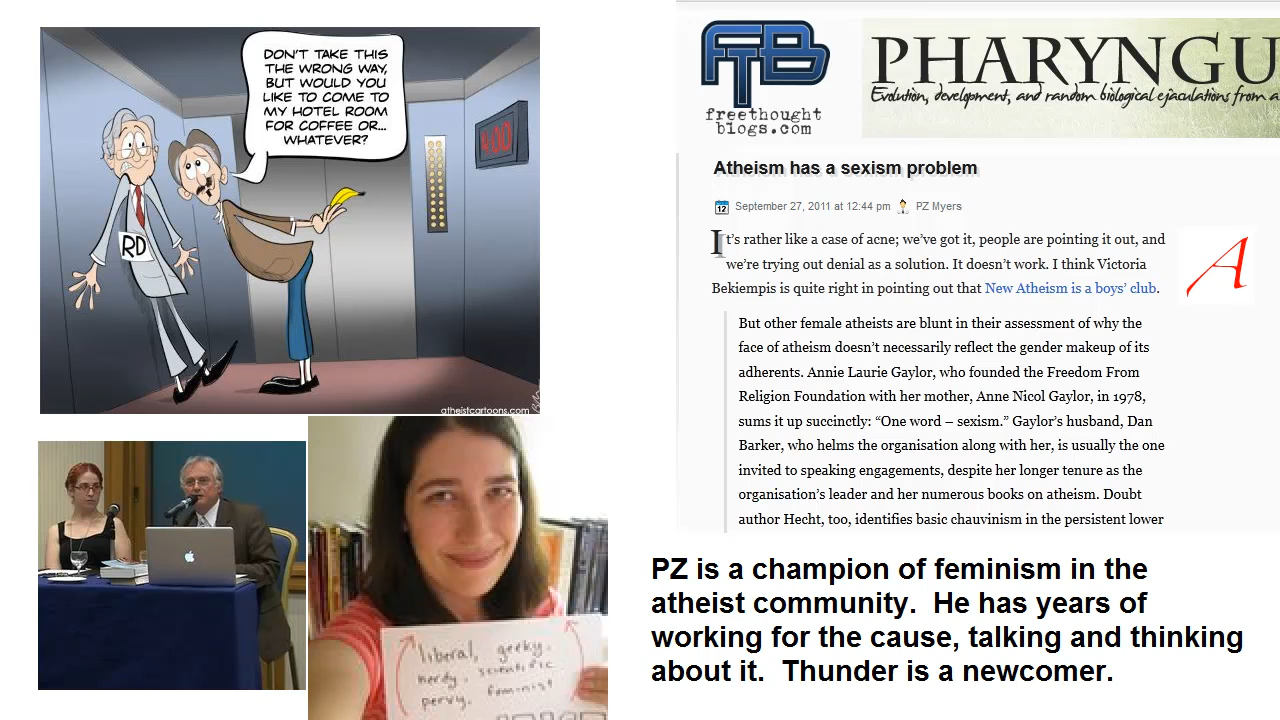 DON'T TAKE THIS
THE WRONG WAY,
BUT WOULD YOU
LIKE TO COME TO
MY HOTEL ROOM
FOR COFFEE OR...
WHATEVER?
4:00
RD
atheistcartoons.com
liberal, geeky,
nerdy, scientific
pervy, feminist
FTB
freethought
blogs.com
PHARYNGU
Evolution, development, and random biological ejaculations from a
Atheism has a sexism problem
12 September 27, 2011 at 12:44 pm PZ Myers
It's rather like a case of acne; we've got it, people are pointing it out, and
we're trying out denial as a solution. It doesn't work. I think Victoria
Bekiempis is quite right in pointing out that New Atheism is a boys' club.
A
But other female atheists are blunt in their assessment of why the
face of atheism doesn't necessarily reflect the gender makeup of its
adherents. Annie Laurie Gaylor, who founded the Freedom From
Religion Foundation with her mother, Anne Nicol Gaylor, in 1978,
sums it up succinctly: “One word – sexism.” Gaylor's husband, Dan
Barker, who helms the organisation along with her, is usually the one
invited to speaking engagements, despite her longer tenure as the
organisation's leader and her numerous books on atheism. Doubt
author Hecht, too, identifies basic chauvinism in the persistent lower
PZ is a champion of feminism in the
atheist community.  He has years of
working for the cause, talking and thinking
about it.  Thunder is a newcomer.